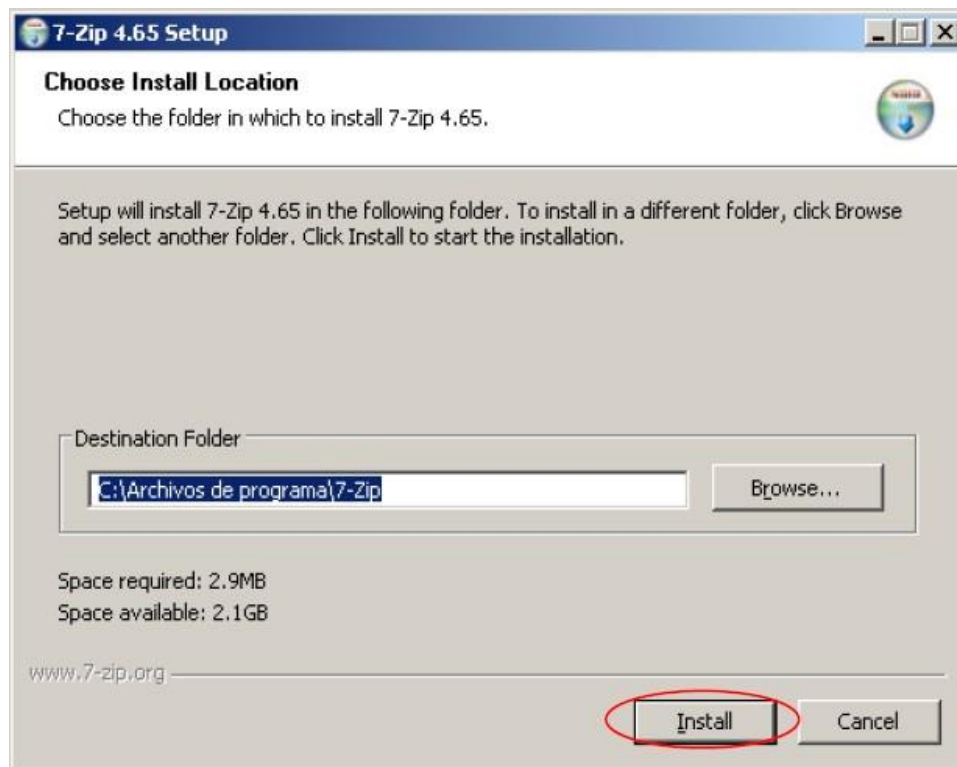 7-Zip 4.65 Setup
Choose Install Location
Choose the folder in which to install 7-Zip 4.65.
Setup will install 7-Zip 4.65 in the following folder. To install in a different folder, click Browse
and select another folder. Click Install to start the installation.
Destination Folder
C:\Archivos de programa\7-Zip
Browse...
Space required: 2.9MB
Space available: 2.1GB
www.7-zip.org
Install
Cancel